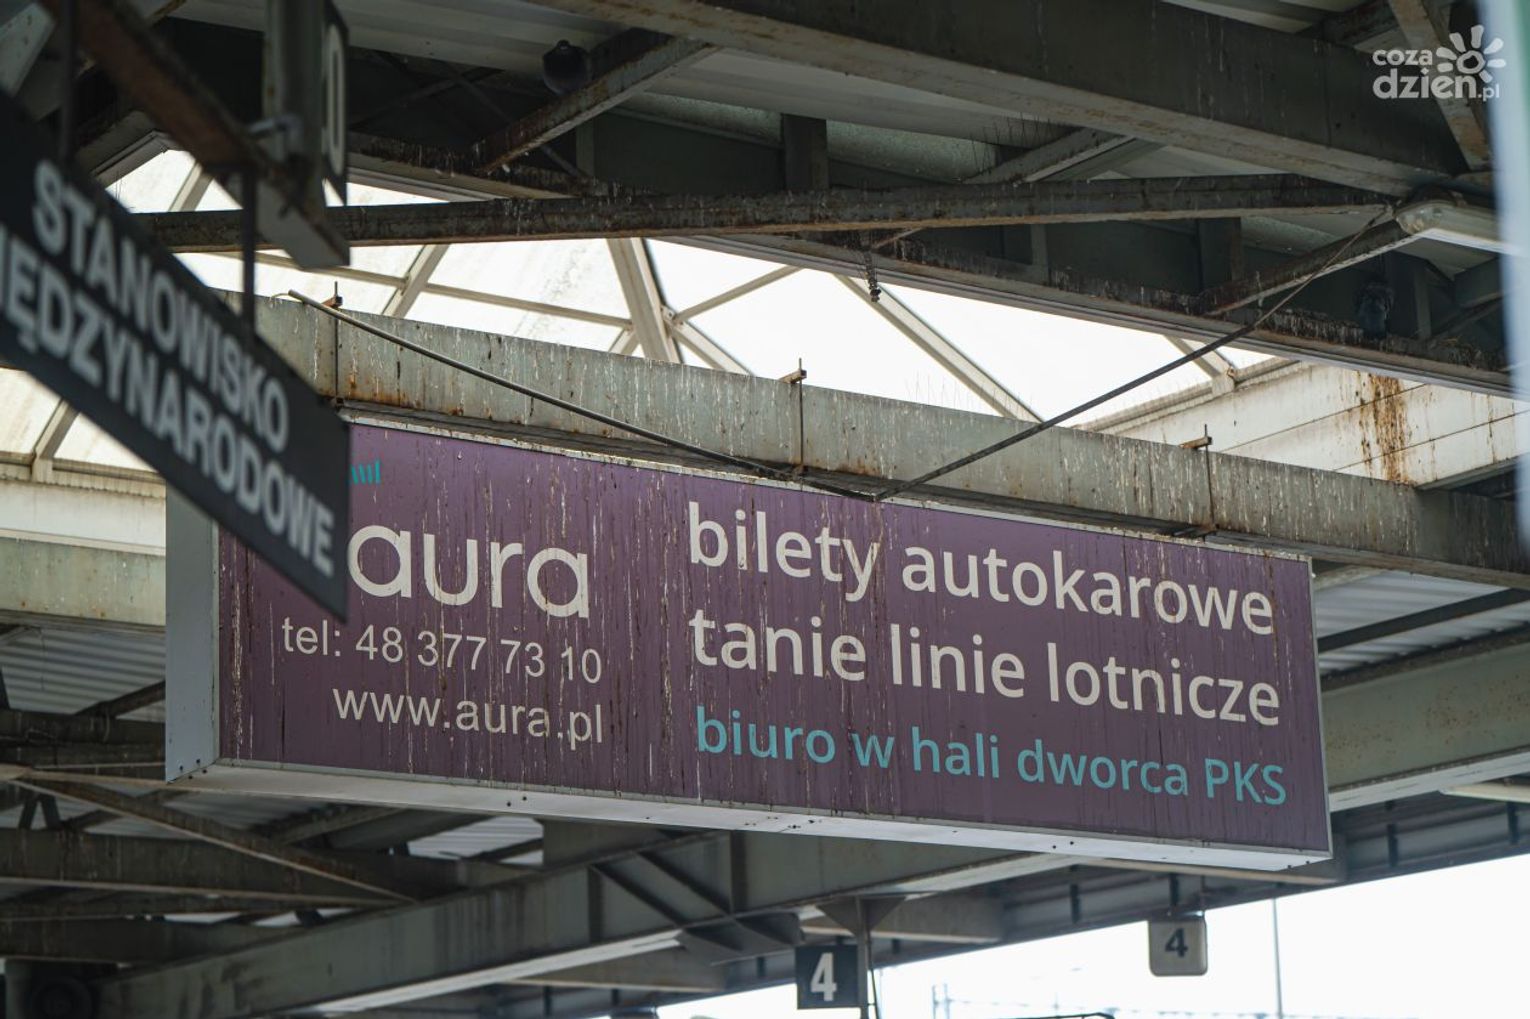 coza
dzien.pl
STANOWISKO
MIĘDZYNARODOWE
aura
tel: 48 377 73 10
www.aura.pl
bilety autokarowe
tanie linie lotnicze
biuro w hali dworca PKS
4
4